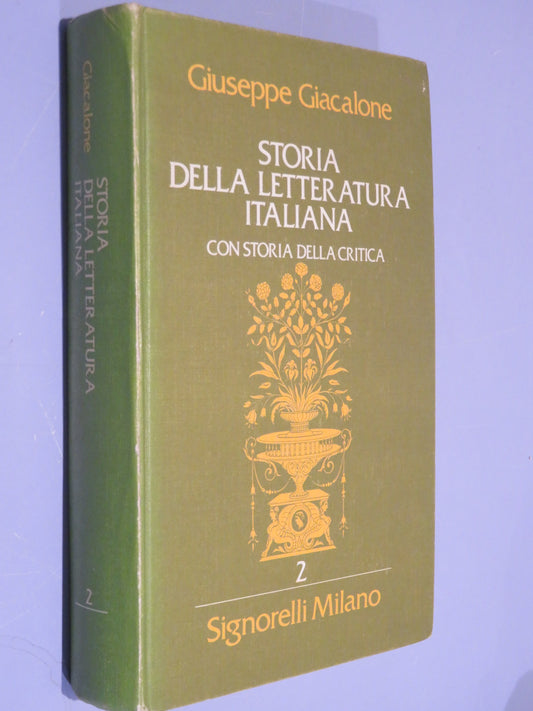 Giacalone
STORIA
DELLA LETTERATURA
ITALIANA
2
Giuseppe Giacalone
STORIA
DELLA LETTERATURA
ITALIANA
CON STORIA DELLA CRITICA
2
Signorelli Milano